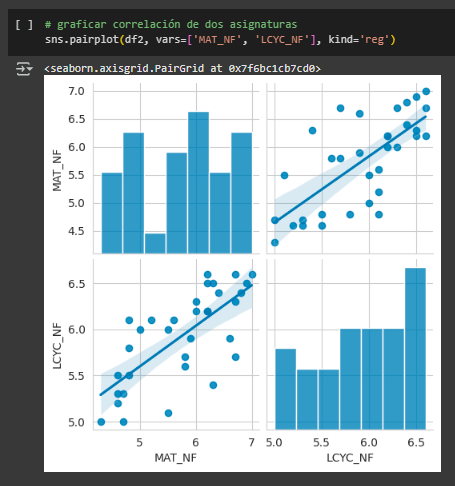 [ ] # graficar correlación de dos asignaturas
sns.pairplot(df2, vars=['MAT_NF', 'LCYC_NF'], kind='reg')
<seaborn.axisgrid.PairGrid at 0x7f6bc1cb7cd0>
7.0
6.5
6.0
5.5
5.0
4.5
MAT_NF
6.5
6.0
5.5
5.0
LCYC_NF
5 6 7
MAT_NF
5.0 5.5 6.0 6.5
LCYC_NF